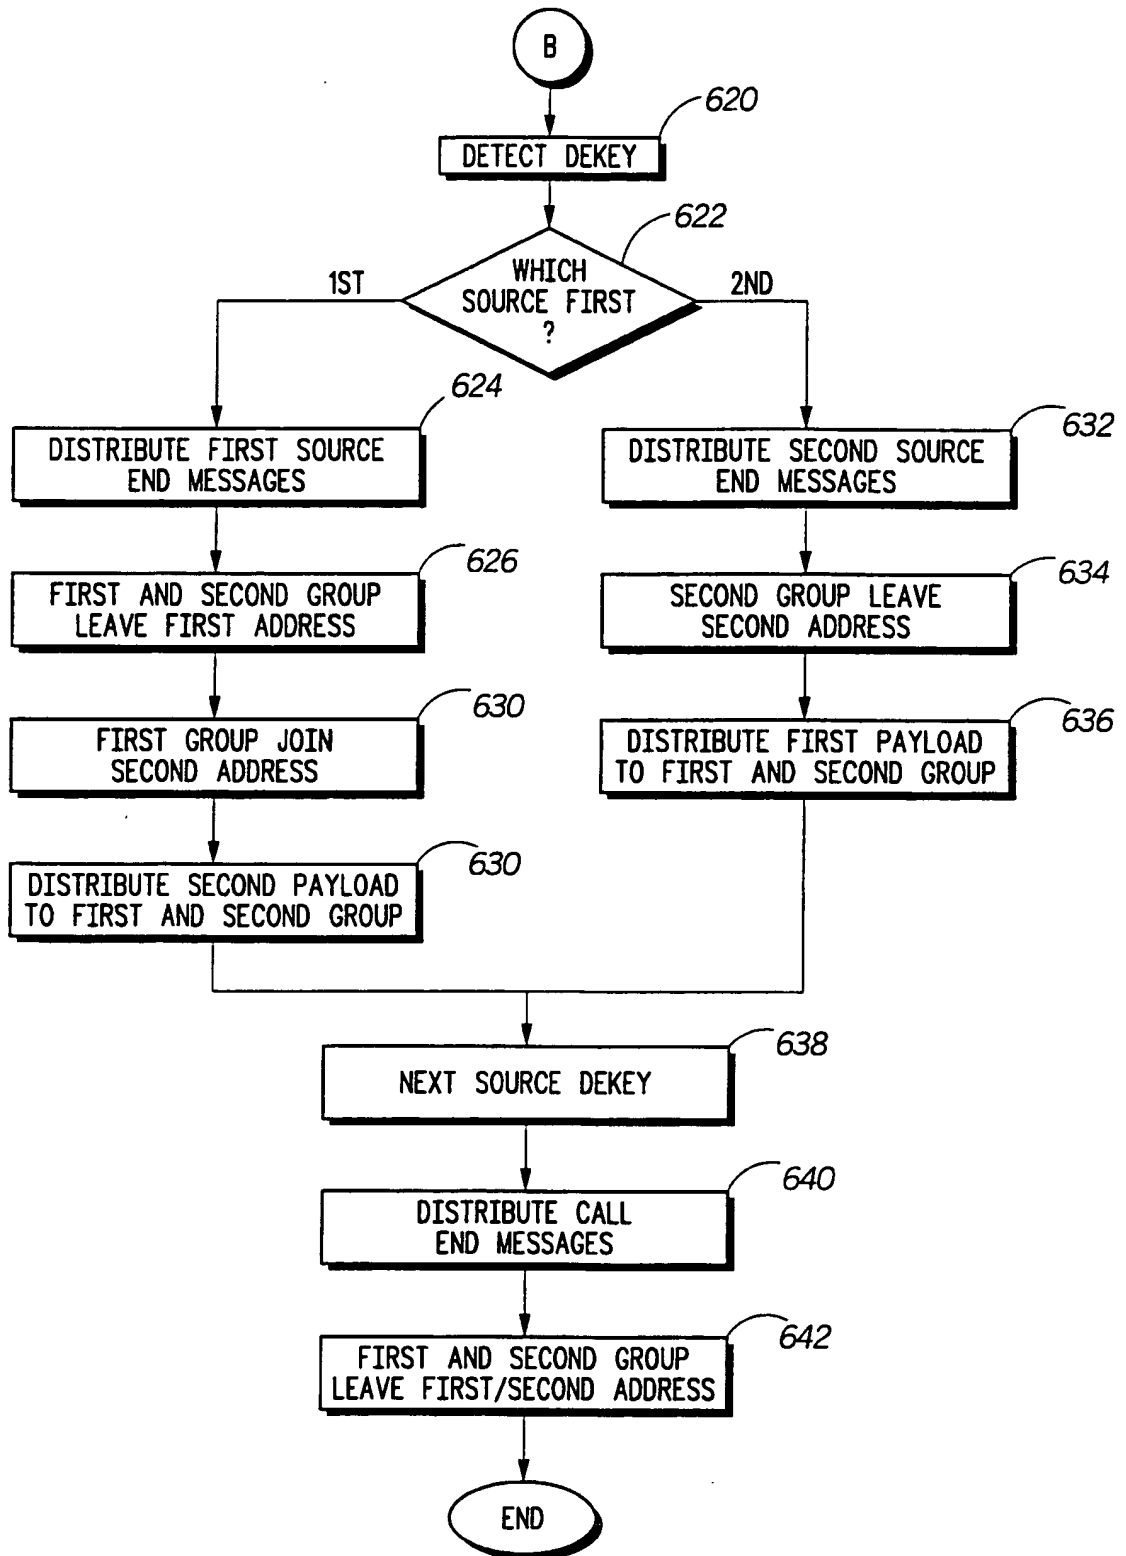 B
620
DETECT DEKEY
622
WHICH
SOURCE FIRST
?
1ST
2ND
624
DISTRIBUTE FIRST SOURCE
END MESSAGES
632
DISTRIBUTE SECOND SOURCE
END MESSAGES
626
FIRST AND SECOND GROUP
LEAVE FIRST ADDRESS
634
SECOND GROUP LEAVE
SECOND ADDRESS
630
FIRST GROUP JOIN
SECOND ADDRESS
636
DISTRIBUTE FIRST PAYLOAD
TO FIRST AND SECOND GROUP
630
DISTRIBUTE SECOND PAYLOAD
TO FIRST AND SECOND GROUP
638
NEXT SOURCE DEKEY
640
DISTRIBUTE CALL
END MESSAGES
642
FIRST AND SECOND GROUP
LEAVE FIRST/SECOND ADDRESS
END